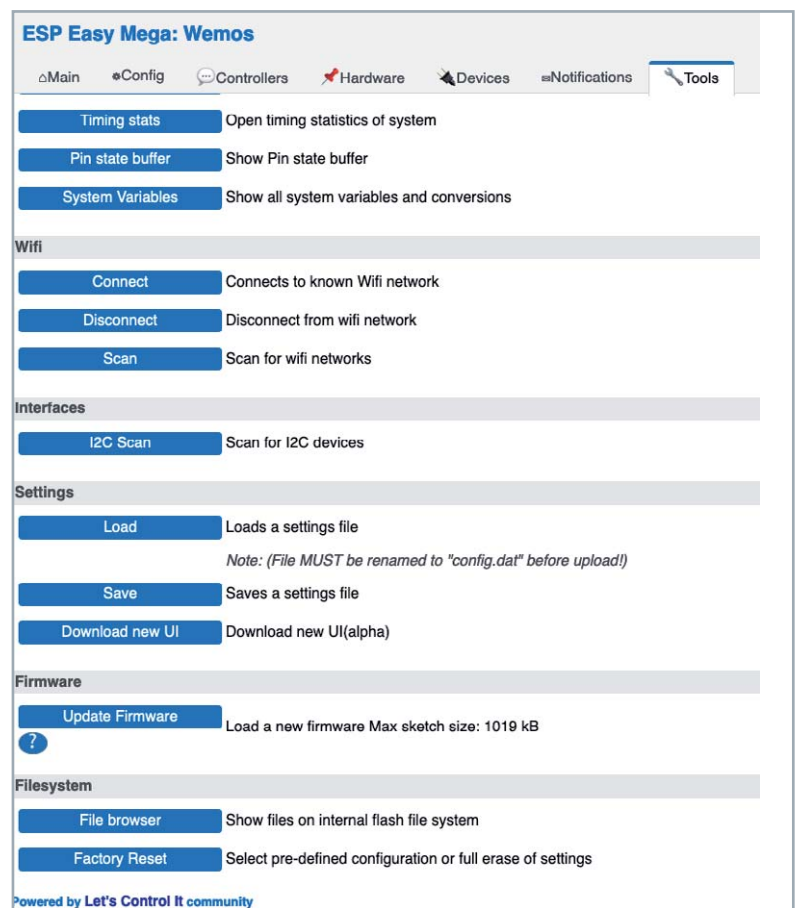 ESP Easy Mega: Wemos
Main Config Controllers Hardware Devices Notifications Tools
Timing stats Open timing statistics of system
Pin state buffer Show Pin state buffer
System Variables Show all system variables and conversions
Wifi
Connect Connects to known Wifi network
Disconnect Disconnect from wifi network
Scan Scan for wifi networks
Interfaces
I2C Scan Scan for I2C devices
Settings
Load Loads a settings file
Note: (File MUST be renamed to "config.dat" before upload!)
Save Saves a settings file
Download new UI Download new UI(alpha)
Firmware
Update Firmware Load a new firmware Max sketch size: 1019 kB
?
Filesystem
File browser Show files on internal flash file system
Factory Reset Select pre-defined configuration or full erase of settings
Powered by Let's Control It community